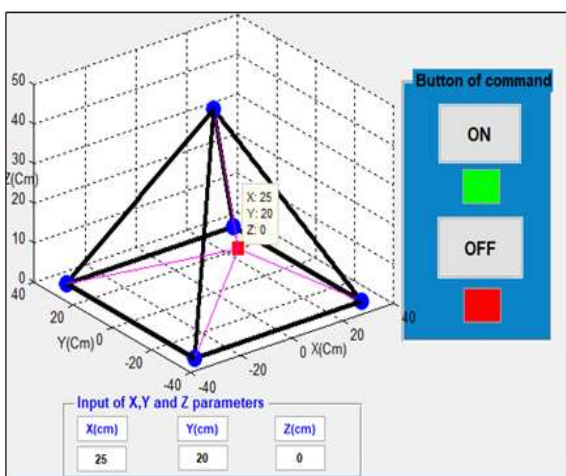 50
40
30
20
10
0
Z(Cm)
40
20
0
-20
-40
Y(Cm)
-40
-20
0
20
40
X(Cm)
X: 25
Y: 20
Z: 0
Button of command
ON
OFF
Input of X,Y and Z parameters
X(cm) Y(cm) Z(cm)
25 20 0